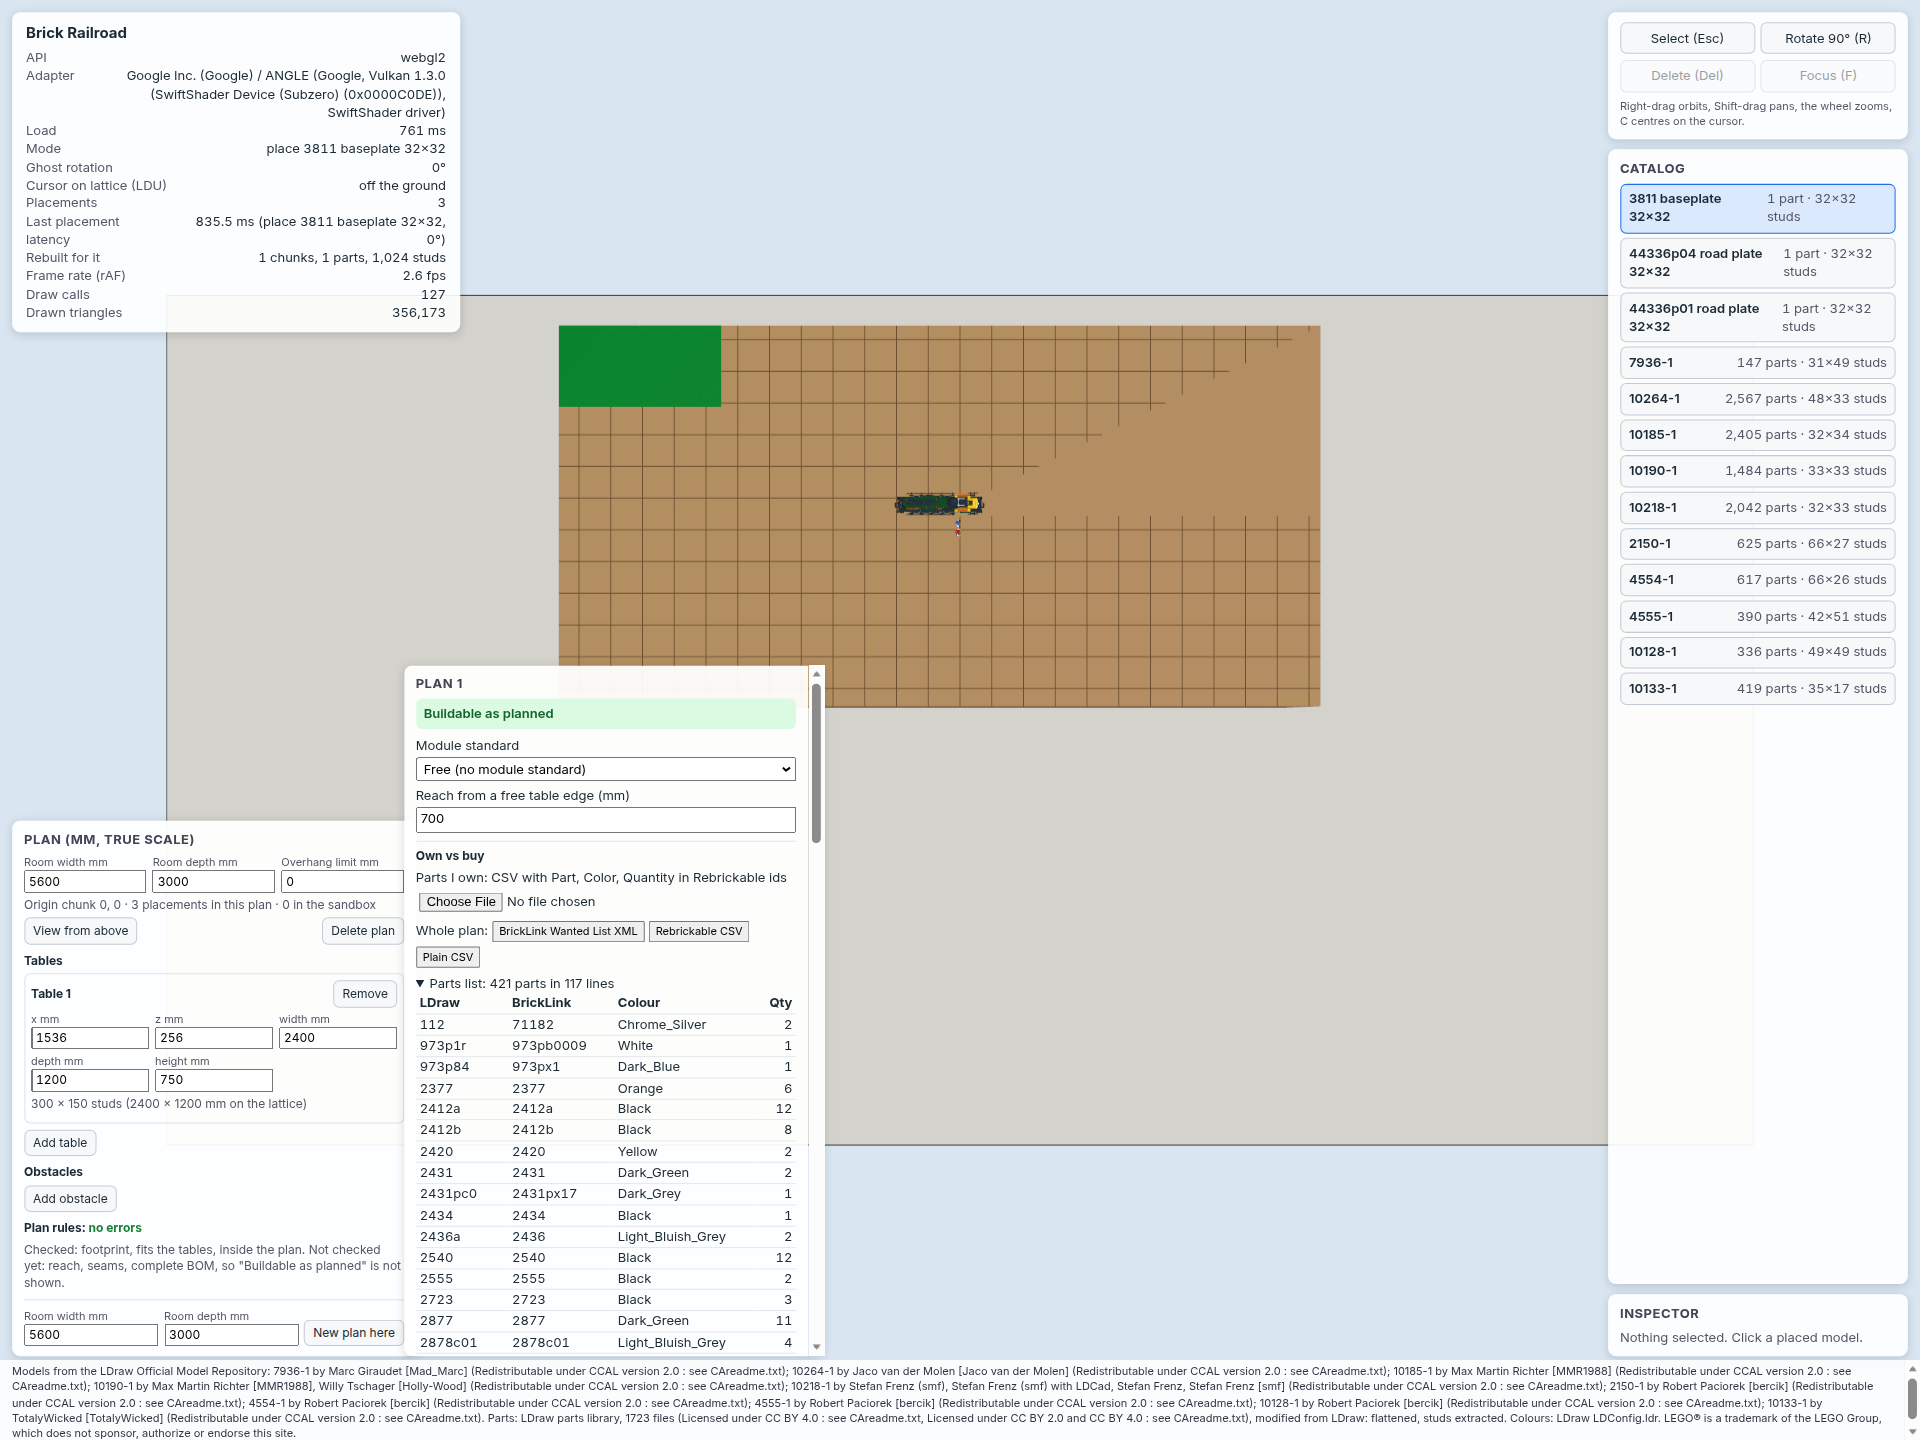 Brick Railroad
API webgl2
Adapter Google Inc. (Google) / ANGLE (Google, Vulkan 1.3.0
(SwiftShader Device (Subzero) (0x0000C0DE)),
SwiftShader driver)
Load 761 ms
Mode place 3811 baseplate 32×32
Ghost rotation 0°
Cursor on lattice (LDU) off the ground
Placements 3
Last placement 835.5 ms (place 3811 baseplate 32×32,
latency 0°)
Rebuilt for it 1 chunks, 1 parts, 1,024 studs
Frame rate (rAF) 2.6 fps
Draw calls 127
Drawn triangles 356,173
Select (Esc) Rotate 90° (R)
Delete (Del) Focus (F)
Right-drag orbits, Shift-drag pans, the wheel zooms,
C centres on the cursor.
CATALOG
3811 baseplate 1 part · 32×32
32×32 studs
44336p04 road plate 1 part · 32×32
32×32 studs
44336p01 road plate 1 part · 32×32
32×32 studs
7936-1 147 parts · 31×49 studs
10264-1 2,567 parts · 48×33 studs
10185-1 2,405 parts · 32×34 studs
10190-1 1,484 parts · 33×33 studs
10218-1 2,042 parts · 32×33 studs
2150-1 625 parts · 66×27 studs
4554-1 617 parts · 66×26 studs
4555-1 390 parts · 42×51 studs
10128-1 336 parts · 49×49 studs
10133-1 419 parts · 35×17 studs
PLAN 1
Buildable as planned
Module standard
Free (no module standard)
Reach from a free table edge (mm)
700
Own vs buy
Parts I own: CSV with Part, Color, Quantity in Rebrickable ids
Choose File No file chosen
Whole plan: BrickLink Wanted List XML Rebrickable CSV
Plain CSV
▼ Parts list: 421 parts in 117 lines
LDraw BrickLink Colour Qty
112 71182 Chrome_Silver 2
973p1r 973pb0009 White 1
973p84 973px1 Dark_Blue 1
2377 2377 Orange 6
2412a 2412a Black 12
2412b 2412b Black 8
2420 2420 Yellow 2
2431 2431 Dark_Green 2
2431pc0 2431px17 Dark_Grey 1
2434 2434 Black 1
2436a 2436 Light_Bluish_Grey 2
2540 2540 Black 12
2555 2555 Black 2
2723 2723 Black 3
2877 2877 Dark_Green 11
2878c01 2878c01 Light_Bluish_Grey 4
PLAN (MM, TRUE SCALE)
Room width mm Room depth mm Overhang limit mm
5600 3000 0
Origin chunk 0, 0 · 3 placements in this plan · 0 in the sandbox
View from above Delete plan
Tables
Table 1 Remove
x mm z mm width mm
1536 256 2400
depth mm height mm
1200 750
300 × 150 studs (2400 × 1200 mm on the lattice)
Add table
Obstacles
Add obstacle
Plan rules: no errors
Checked: footprint, fits the tables, inside the plan. Not checked
yet: reach, seams, complete BOM, so "Buildable as planned" is not
shown.
Room width mm Room depth mm
5600 3000 New plan here
INSPECTOR
Nothing selected. Click a placed model.
Models from the LDraw Official Model Repository: 7936-1 by Marc Giraudet [Mad_Marc] (Redistributable under CCAL version 2.0 : see CAreadme.txt); 10264-1 by Jaco van der Molen [Jaco van der Molen] (Redistributable under CCAL version 2.0 : see CAreadme.txt); 10185-1 by Max Martin Richter [MMR1988] (Redistributable under CCAL version 2.0 : see
CAreadme.txt); 10190-1 by Max Martin Richter [MMR1988], Willy Tschager [Holly-Wood] (Redistributable under CCAL version 2.0 : see CAreadme.txt); 10218-1 by Stefan Frenz (smf), Stefan Frenz (smf) with LDCad, Stefan Frenz, Stefan Frenz [smf] (Redistributable under CCAL version 2.0 : see CAreadme.txt); 2150-1 by Robert Paciorek [bercik] (Redistributable
under CCAL version 2.0 : see CAreadme.txt); 4554-1 by Robert Paciorek [bercik] (Redistributable under CCAL version 2.0 : see CAreadme.txt); 4555-1 by Robert Paciorek [bercik] (Redistributable under CCAL version 2.0 : see CAreadme.txt); 10128-1 by Robert Paciorek [bercik] (Redistributable under CCAL version 2.0 : see CAreadme.txt); 10133-1 by
TotalyWicked [TotalyWicked] (Redistributable under CCAL version 2.0 : see CAreadme.txt). Parts: LDraw parts library, 1723 files (Licensed under CC BY 4.0 : see CAreadme.txt, Licensed under CC BY 2.0 and CC BY 4.0 : see CAreadme.txt), modified from LDraw: flattened, studs extracted. Colours: LDraw LDConfig.ldr. LEGO® is a trademark of the LEGO Group,
which does not sponsor, authorize or endorse this site.